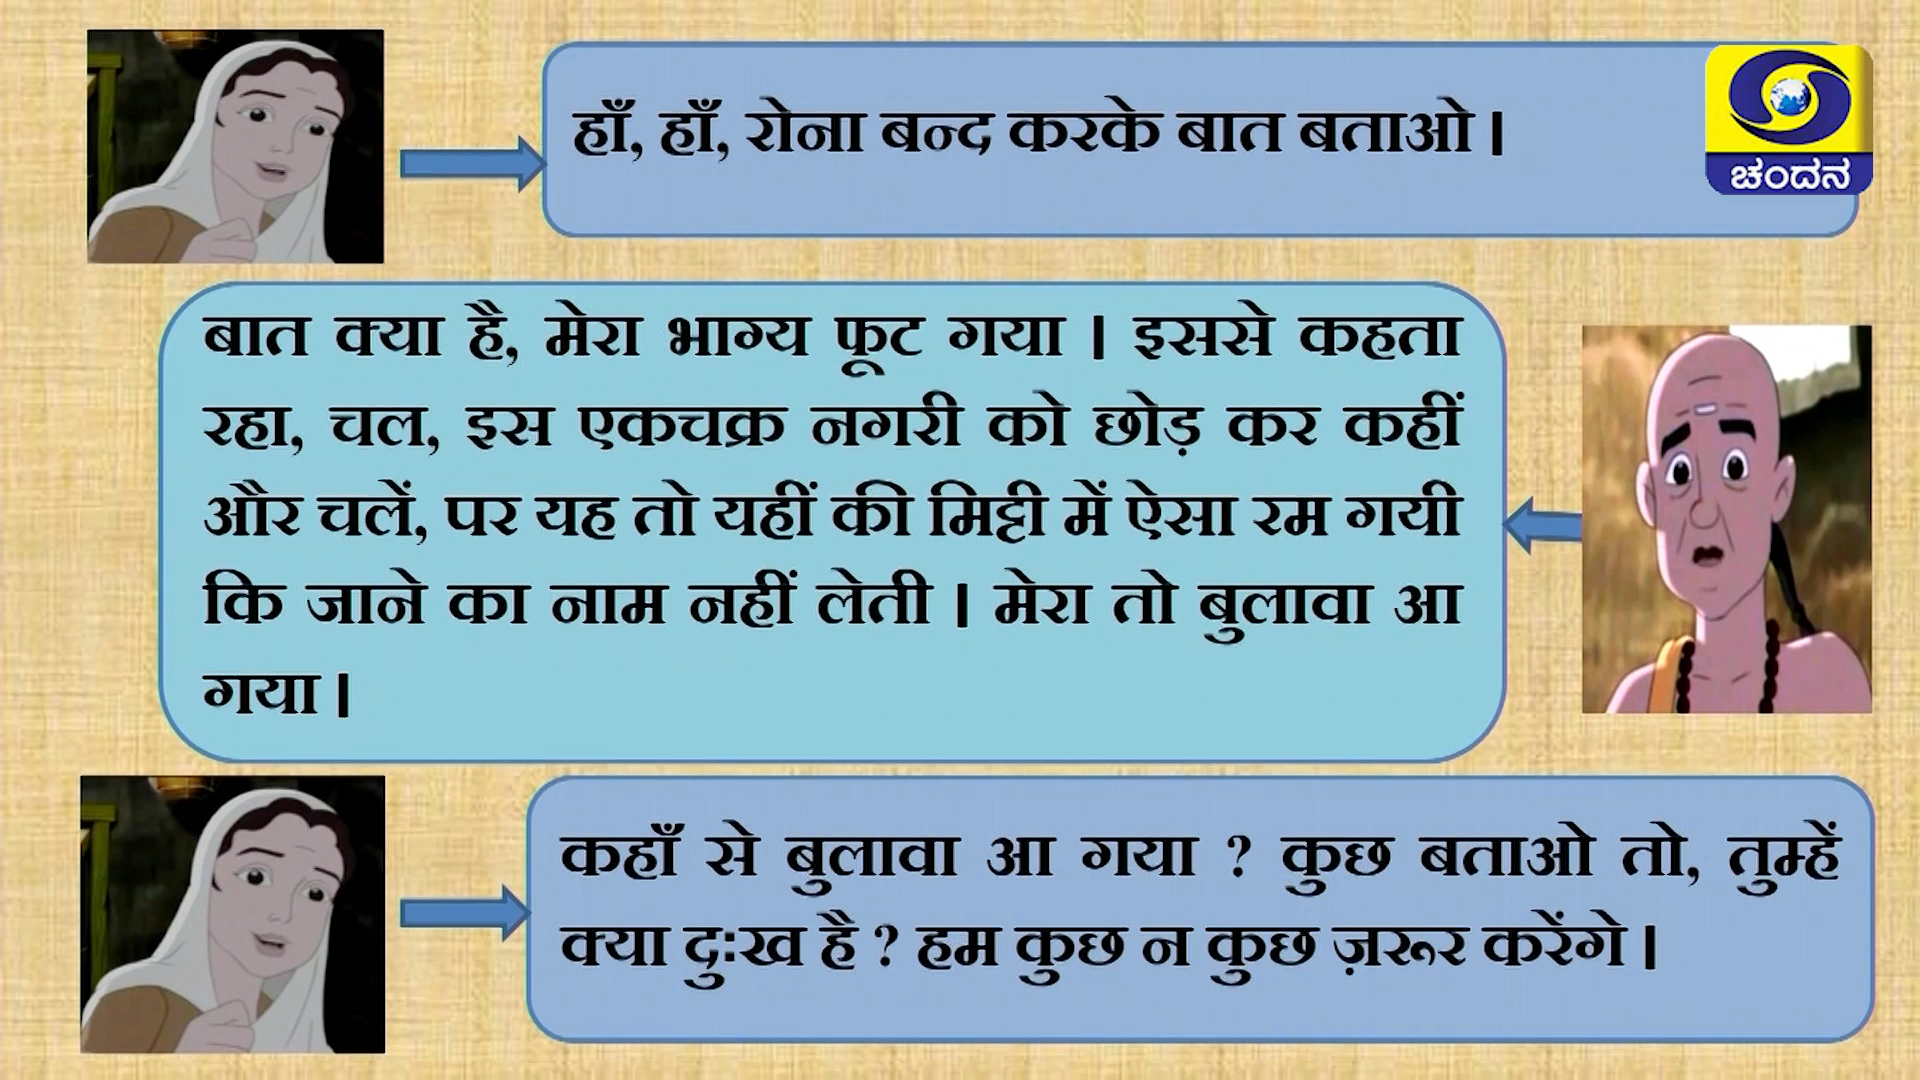 हाँ, हाँ, रोना बन्द करके बात बताओ ।
ಚಂದನ
बात क्या है, मेरा भाग्य फूट गया । इससे कहता
रहा, चल, इस एकचक्र नगरी को छोड़ कर कहीं
और चलें, पर यह तो यहीं की मिट्टी में ऐसा रम गयी
कि जाने का नाम नहीं लेती । मेरा तो बुलावा आ
गया ।
कहाँ से बुलावा आ गया ? कुछ बताओ तो, तुम्हें
क्या दुःख है ? हम कुछ न कुछ ज़रूर करेंगे ।